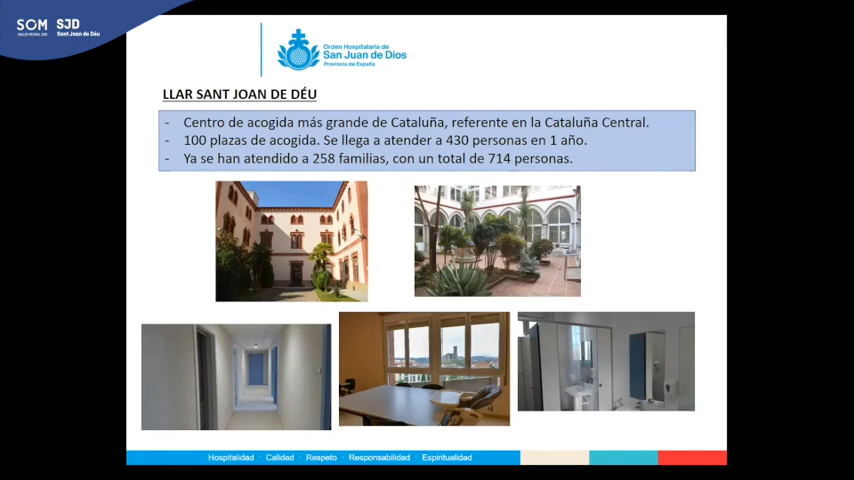 SOM SJD
SALUD MENTAL 360 Sant Joan de Déu
Orden Hospitalaria de
San Juan de Dios
Provincia de España
LLAR SANT JOAN DE DÉU
- Centro de acogida más grande de Cataluña, referente en la Cataluña Central.
- 100 plazas de acogida. Se llega a atender a 430 personas en 1 año.
- Ya se han atendido a 258 familias, con un total de 714 personas.
Hospitalidad · Calidad · Respeto · Responsabilidad · Espiritualidad